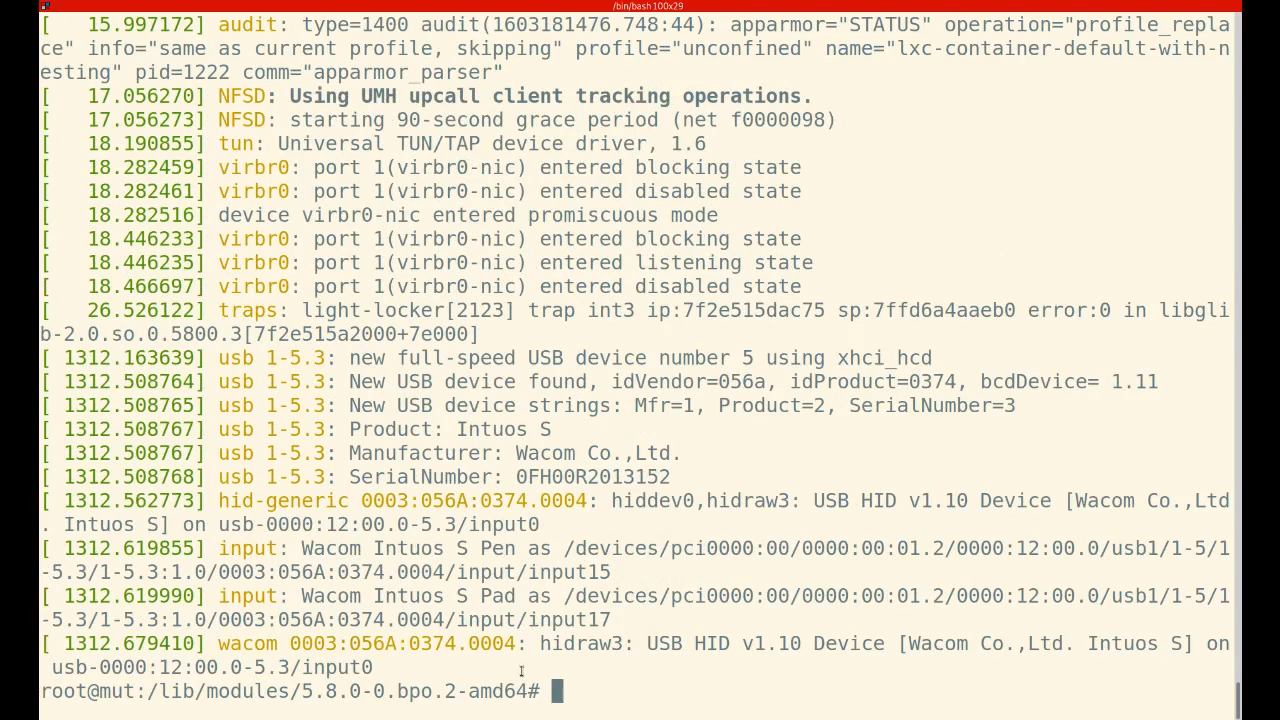 /bin/bash 100x29
[   15.997172] audit: type=1400 audit(1603181476.748:44): apparmor="STATUS" operation="profile_repla
ce" info="same as current profile, skipping" profile="unconfined" name="lxc-container-default-with-n
esting" pid=1222 comm="apparmor_parser"
[   17.056270] NFSD: Using UMH upcall client tracking operations.
[   17.056273] NFSD: starting 90-second grace period (net f0000098)
[   18.190855] tun: Universal TUN/TAP device driver, 1.6
[   18.282459] virbr0: port 1(virbr0-nic) entered blocking state
[   18.282461] virbr0: port 1(virbr0-nic) entered disabled state
[   18.282516] device virbr0-nic entered promiscuous mode
[   18.446233] virbr0: port 1(virbr0-nic) entered blocking state
[   18.446235] virbr0: port 1(virbr0-nic) entered listening state
[   18.466697] virbr0: port 1(virbr0-nic) entered disabled state
[   26.526122] traps: light-locker[2123] trap int3 ip:7f2e515dac75 sp:7ffd6a4aaeb0 error:0 in libgli
b-2.0.so.0.5800.3[7f2e515a2000+7e000]
[ 1312.163639] usb 1-5.3: new full-speed USB device number 5 using xhci_hcd
[ 1312.508764] usb 1-5.3: New USB device found, idVendor=056a, idProduct=0374, bcdDevice= 1.11
[ 1312.508765] usb 1-5.3: New USB device strings: Mfr=1, Product=2, SerialNumber=3
[ 1312.508767] usb 1-5.3: Product: Intuos S
[ 1312.508767] usb 1-5.3: Manufacturer: Wacom Co.,Ltd.
[ 1312.508768] usb 1-5.3: SerialNumber: 0FH00R2013152
[ 1312.562773] hid-generic 0003:056A:0374.0004: hiddev0,hidraw3: USB HID v1.10 Device [Wacom Co.,Ltd
. Intuos S] on usb-0000:12:00.0-5.3/input0
[ 1312.619855] input: Wacom Intuos S Pen as /devices/pci0000:00/0000:00:01.2/0000:12:00.0/usb1/1-5/1
-5.3/1-5.3:1.0/0003:056A:0374.0004/input/input15
[ 1312.619990] input: Wacom Intuos S Pad as /devices/pci0000:00/0000:00:01.2/0000:12:00.0/usb1/1-5/1
-5.3/1-5.3:1.0/0003:056A:0374.0004/input/input17
[ 1312.679410] wacom 0003:056A:0374.0004: hidraw3: USB HID v1.10 Device [Wacom Co.,Ltd. Intuos S] on
 usb-0000:12:00.0-5.3/input0
root@mut:/lib/modules/5.8.0-0.bpo.2-amd64#